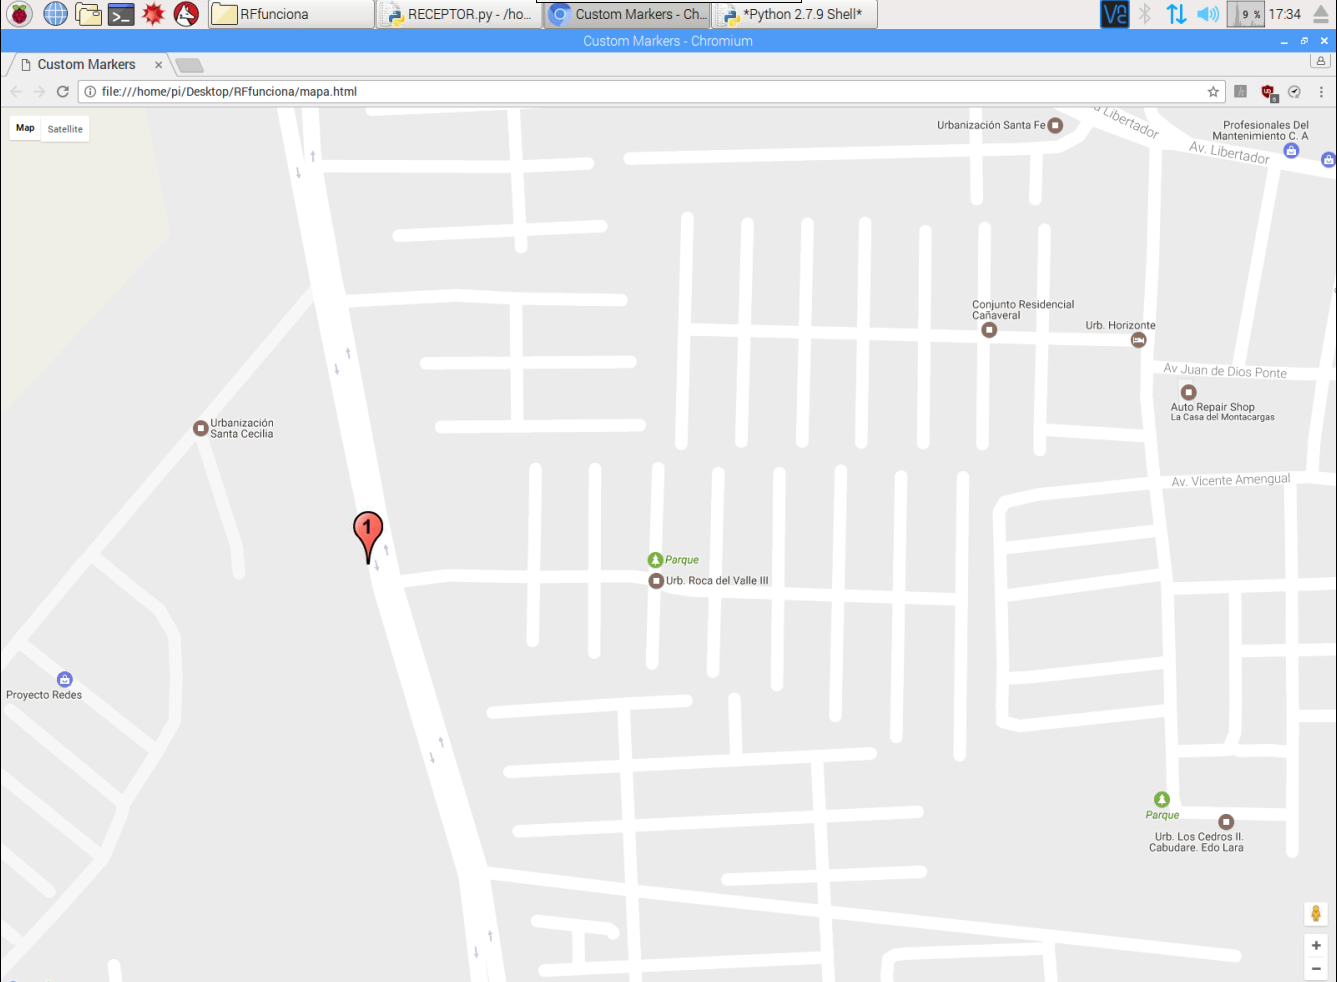 RFfunciona
RECEPTOR.py - /ho...
Custom Markers - Ch...
*Python 2.7.9 Shell*
9 %
17:34
Custom Markers - Chromium
Custom Markers
file:///home/pi/Desktop/RFfunciona/mapa.html
Map
Satellite
Urbanización Santa Fe
Libertador
Av. Libertador
Profesionales Del
Mantenimiento C. A
Conjunto Residencial
Cañaveral
Urb. Horizonte
Av Juan de Dios Ponte
Auto Repair Shop
La Casa del Montacargas
Urbanización
Santa Cecilia
Av. Vicente Amengual
1
Parque
Urb. Roca del Valle III
Proyecto Redes
Parque
Urb. Los Cedros II.
Cabudare. Edo Lara
+
−